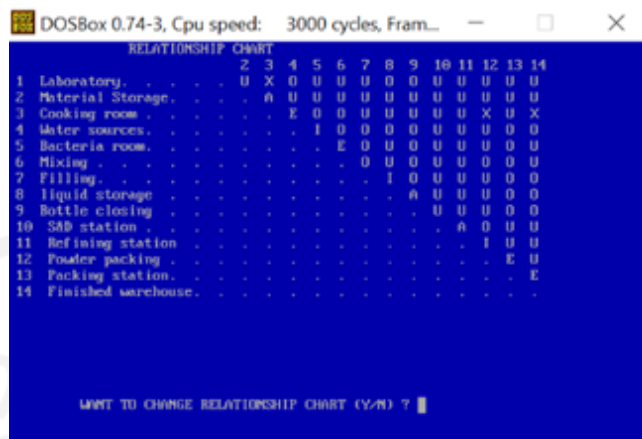 DOSBox 0.74-3, Cpu speed: 3000 cycles, Fram...
RELATIONSHIP CHART
2 3 4 5 6 7 8 9 10 11 12 13 14
1 Laboratory. . . . . U X O U U U O O U U U U U
2 Material Storage. . . . A U U U U U U U U U U U
3 Cooking room . . . . . . E O O U U U U U X U X
4 Water sources. . . . . . . I O O O O U U U O O
5 Bacteria room. . . . . . . . E O U O U U U O U
6 Mixing . . . . . . . . . . . O U O U U O O U
7 Filling. . . . . . . . . . . . I O U U U O O
8 liquid storage . . . . . . . . . . A U U U O O
9 Bottle closing . . . . . . . . . . . U U U O O
10 S&D station . . . . . . . . . . . . . A O U U
11 Refining station . . . . . . . . . . . . I U U
12 Powder packing . . . . . . . . . . . . . . E U
13 Packing station. . . . . . . . . . . . . . . E
14 Finished warehouse. . . . . . . . . . . . . .
WANT TO CHANGE RELATIONSHIP CHART (Y/N) ?